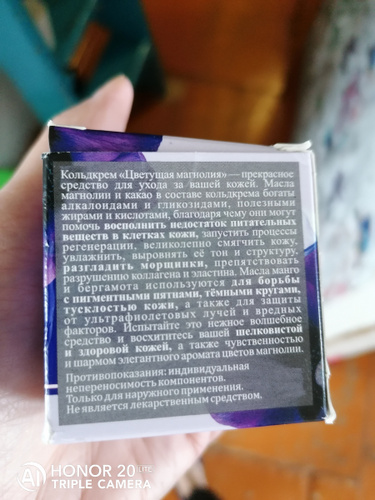 Кольдкрем «Цветущая магнолия» — прекрасное
средство для ухода за вашей кожей. Масла
магнолии и какао в составе кольдкрема богаты
алкалоидами и гликозидами, полезными
жирами и кислотами, благодаря чему они могут
помочь восполнить недостаток питательных
веществ в клетках кожи, запустить процессы
регенерации, великолепно смягчить кожу,
увлажнить, выровнять её тон и структуру,
разгладить морщинки, препятствовать
разрушению коллагена и эластина. Масла манго
и бергамота используются для борьбы
с пигментными пятнами, тёмными кругами,
тусклостью кожи, а также для защиты
от ультрафиолетовых лучей и вредных
факторов. Испытайте это нежное волшебное
средство и восхититесь вашей шелковистой
и здоровой кожей, а также чувственностью
и шармом элегантного аромата цветов магнолии.
Противопоказания: индивидуальная
непереносимость компонентов.
Только для наружного применения.
Не является лекарственным средством.
HONOR 20 LITE
TRIPLE CAMERA